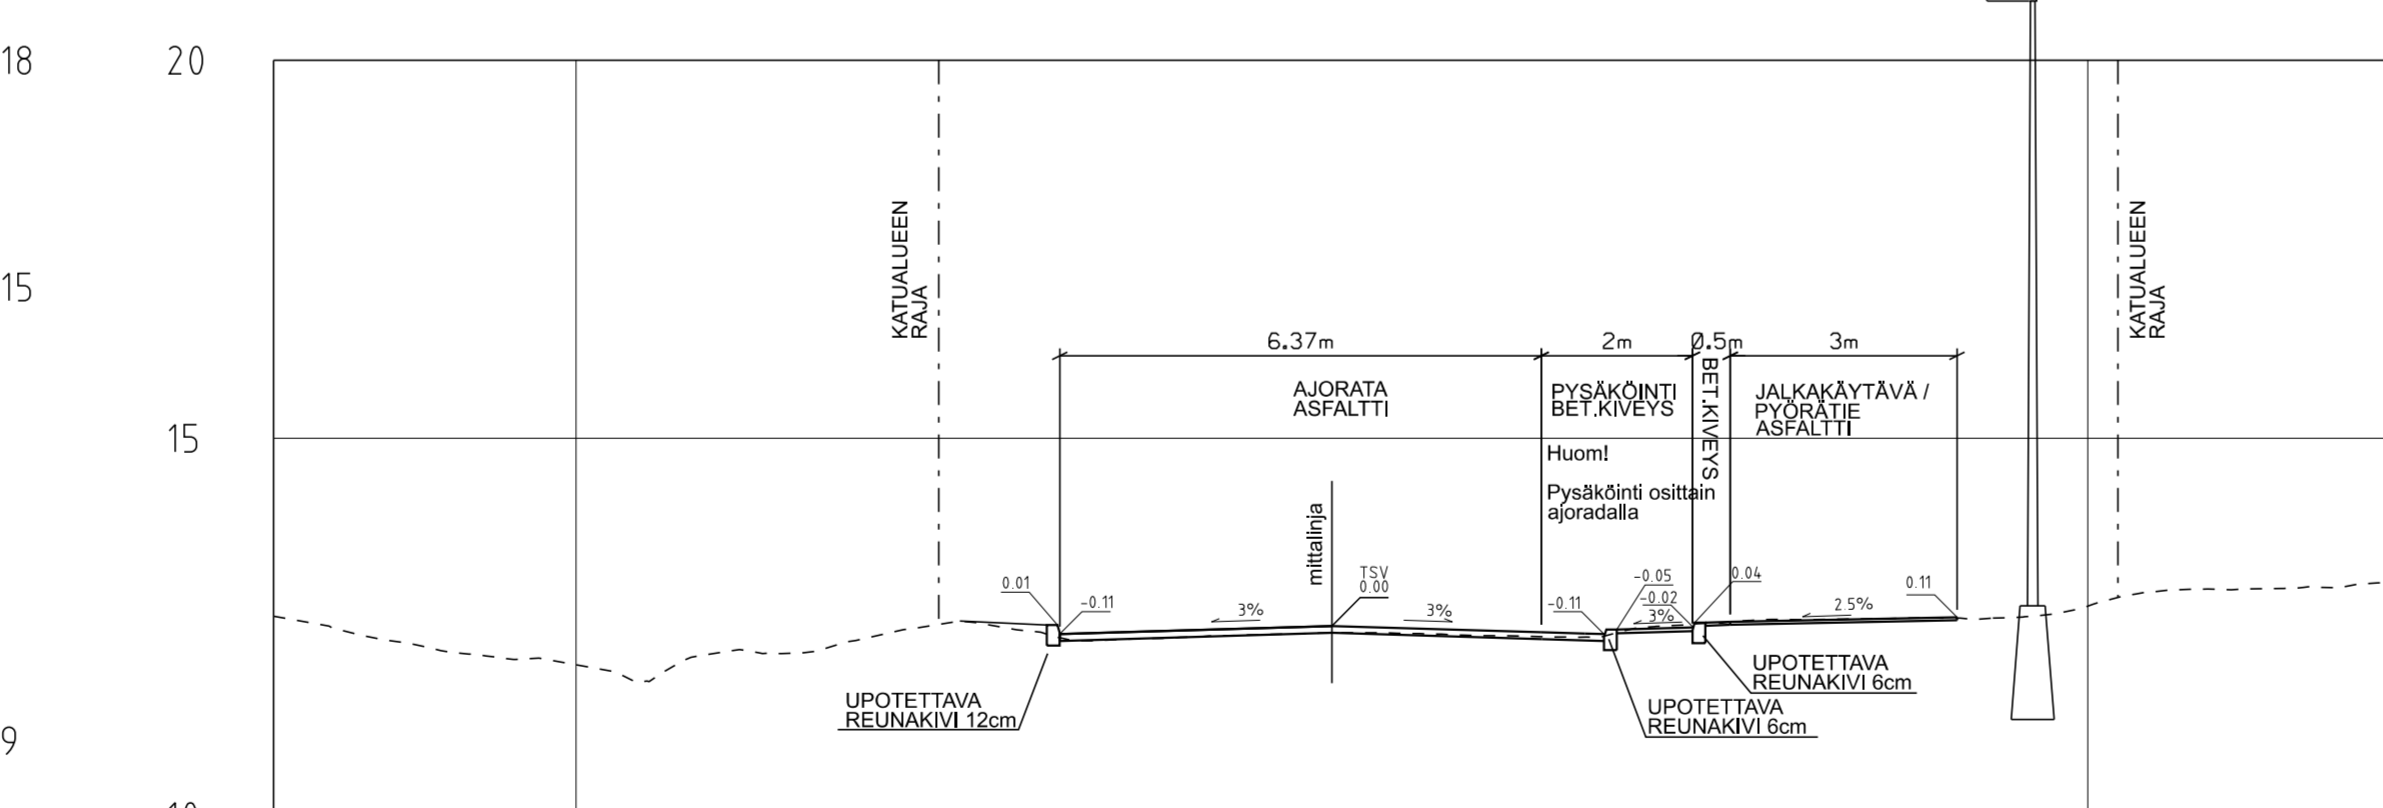 18
20
15
15
9
KATUALUEEN
RAJA
KATUALUEEN
RAJA
6.37m
2m
0.5m
3m
AJORATA
ASFALTTI
PYSÄKÖINTI
BET.KIVEYS
BET.KIVEYS
JALKAKÄYTÄVÄ /
PYÖRÄTIE
ASFALTTI
Huom!
Pysäköinti osittain
ajoradalla
mittalinja
0.01
-0.11
3%
TSV
0.00
3%
-0.11
-0.05
-0.02
3%
0.04
2.5%
0.11
UPOTETTAVA
REUNAKIVI 12cm
UPOTETTAVA
REUNAKIVI 6cm
UPOTETTAVA
REUNAKIVI 6cm